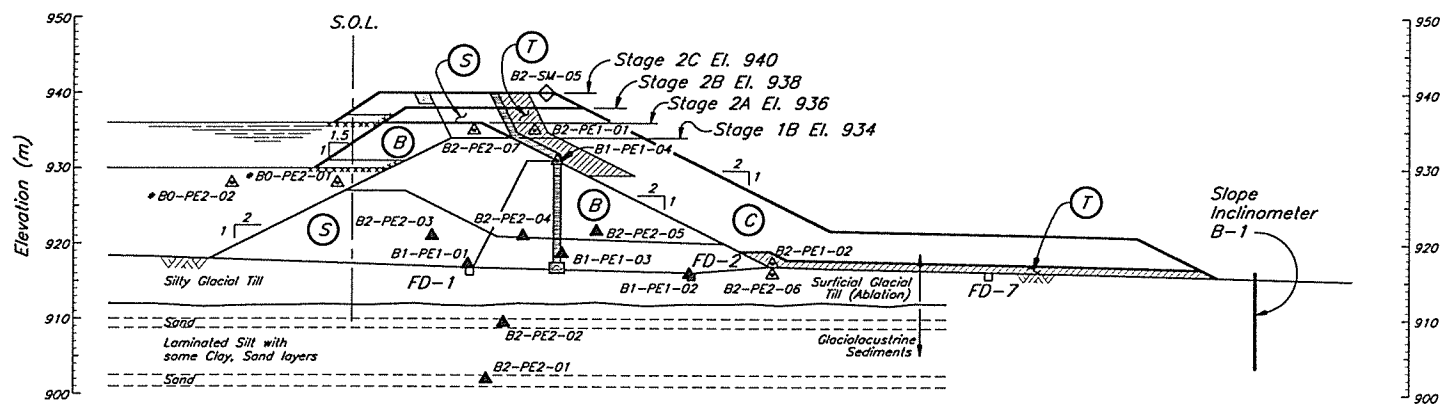 950
S.O.L.
950
S
T
Stage 2C El. 940
B2-SM-05
Stage 2B El. 938
940
Stage 2A El. 936
940
1.5
1
B
B2-PE1-01
Stage 1B El. 934
B2-PE2-07
B1-PE1-04
Elevation (m)
930
*B0-PE2-01
2
1
930
*B0-PE2-02
2
1
Slope
Inclinometer
B-1
2
1
S
B2-PE2-03
B2-PE2-04
B
B2-PE2-05
C
T
920
B1-PE1-01
B1-PE1-03
FD-2
B2-PE1-02
920
Silty Glacial Till
FD-1
B1-PE1-02
B2-PE2-06
Surficial Glacial
Till (Ablation)
FD-7
910
Sand
B2-PE2-02
Glaciolacustrine
Sediments
910
Laminated Silt with
some Clay, Sand layers
B2-PE2-01
Sand
900
900